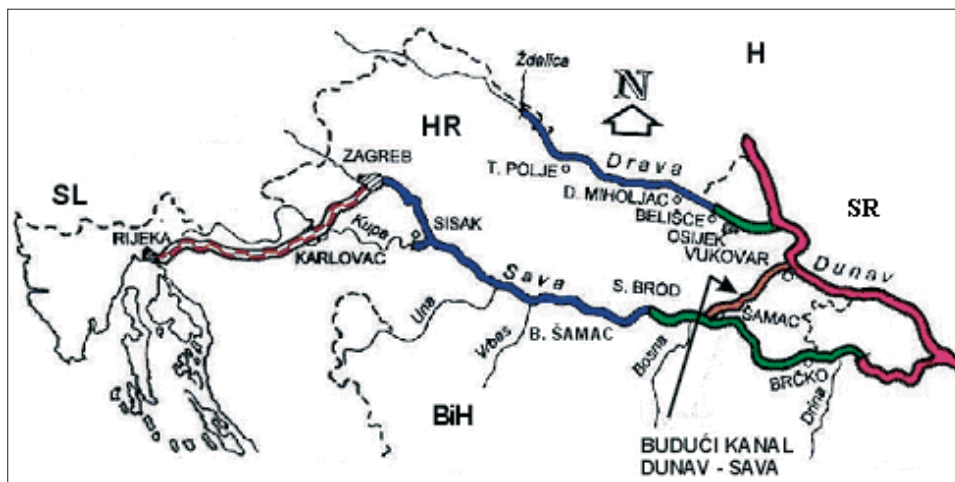 H
Ždelica
N
HR
ZAGREB
T. POLJE
Drava
D. MIHOLJAC
SL
SR
BELIŠĆE
SISAK
OSIJEK
RIJEKA
Kupa
VUKOVAR
KARLOVAC
Dunav
Sava
S. BROD
Una
ŠAMAC
Vrbas
B. ŠAMAC
Bosna
BRČKO
Drina
BiH
BUDUĆI KANAL
DUNAV - SAVA